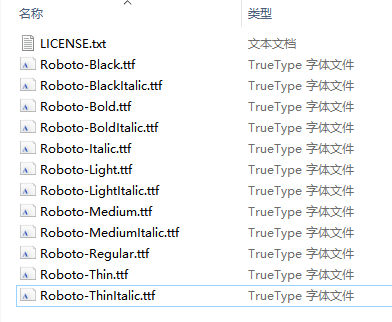 名称 类型
LICENSE.txt 文本文档
Roboto-Black.ttf TrueType 字体文件
Roboto-BlackItalic.ttf TrueType 字体文件
Roboto-Bold.ttf TrueType 字体文件
Roboto-BoldItalic.ttf TrueType 字体文件
Roboto-Italic.ttf TrueType 字体文件
Roboto-Light.ttf TrueType 字体文件
Roboto-LightItalic.ttf TrueType 字体文件
Roboto-Medium.ttf TrueType 字体文件
Roboto-MediumItalic.ttf TrueType 字体文件
Roboto-Regular.ttf TrueType 字体文件
Roboto-Thin.ttf TrueType 字体文件
Roboto-ThinItalic.ttf TrueType 字体文件